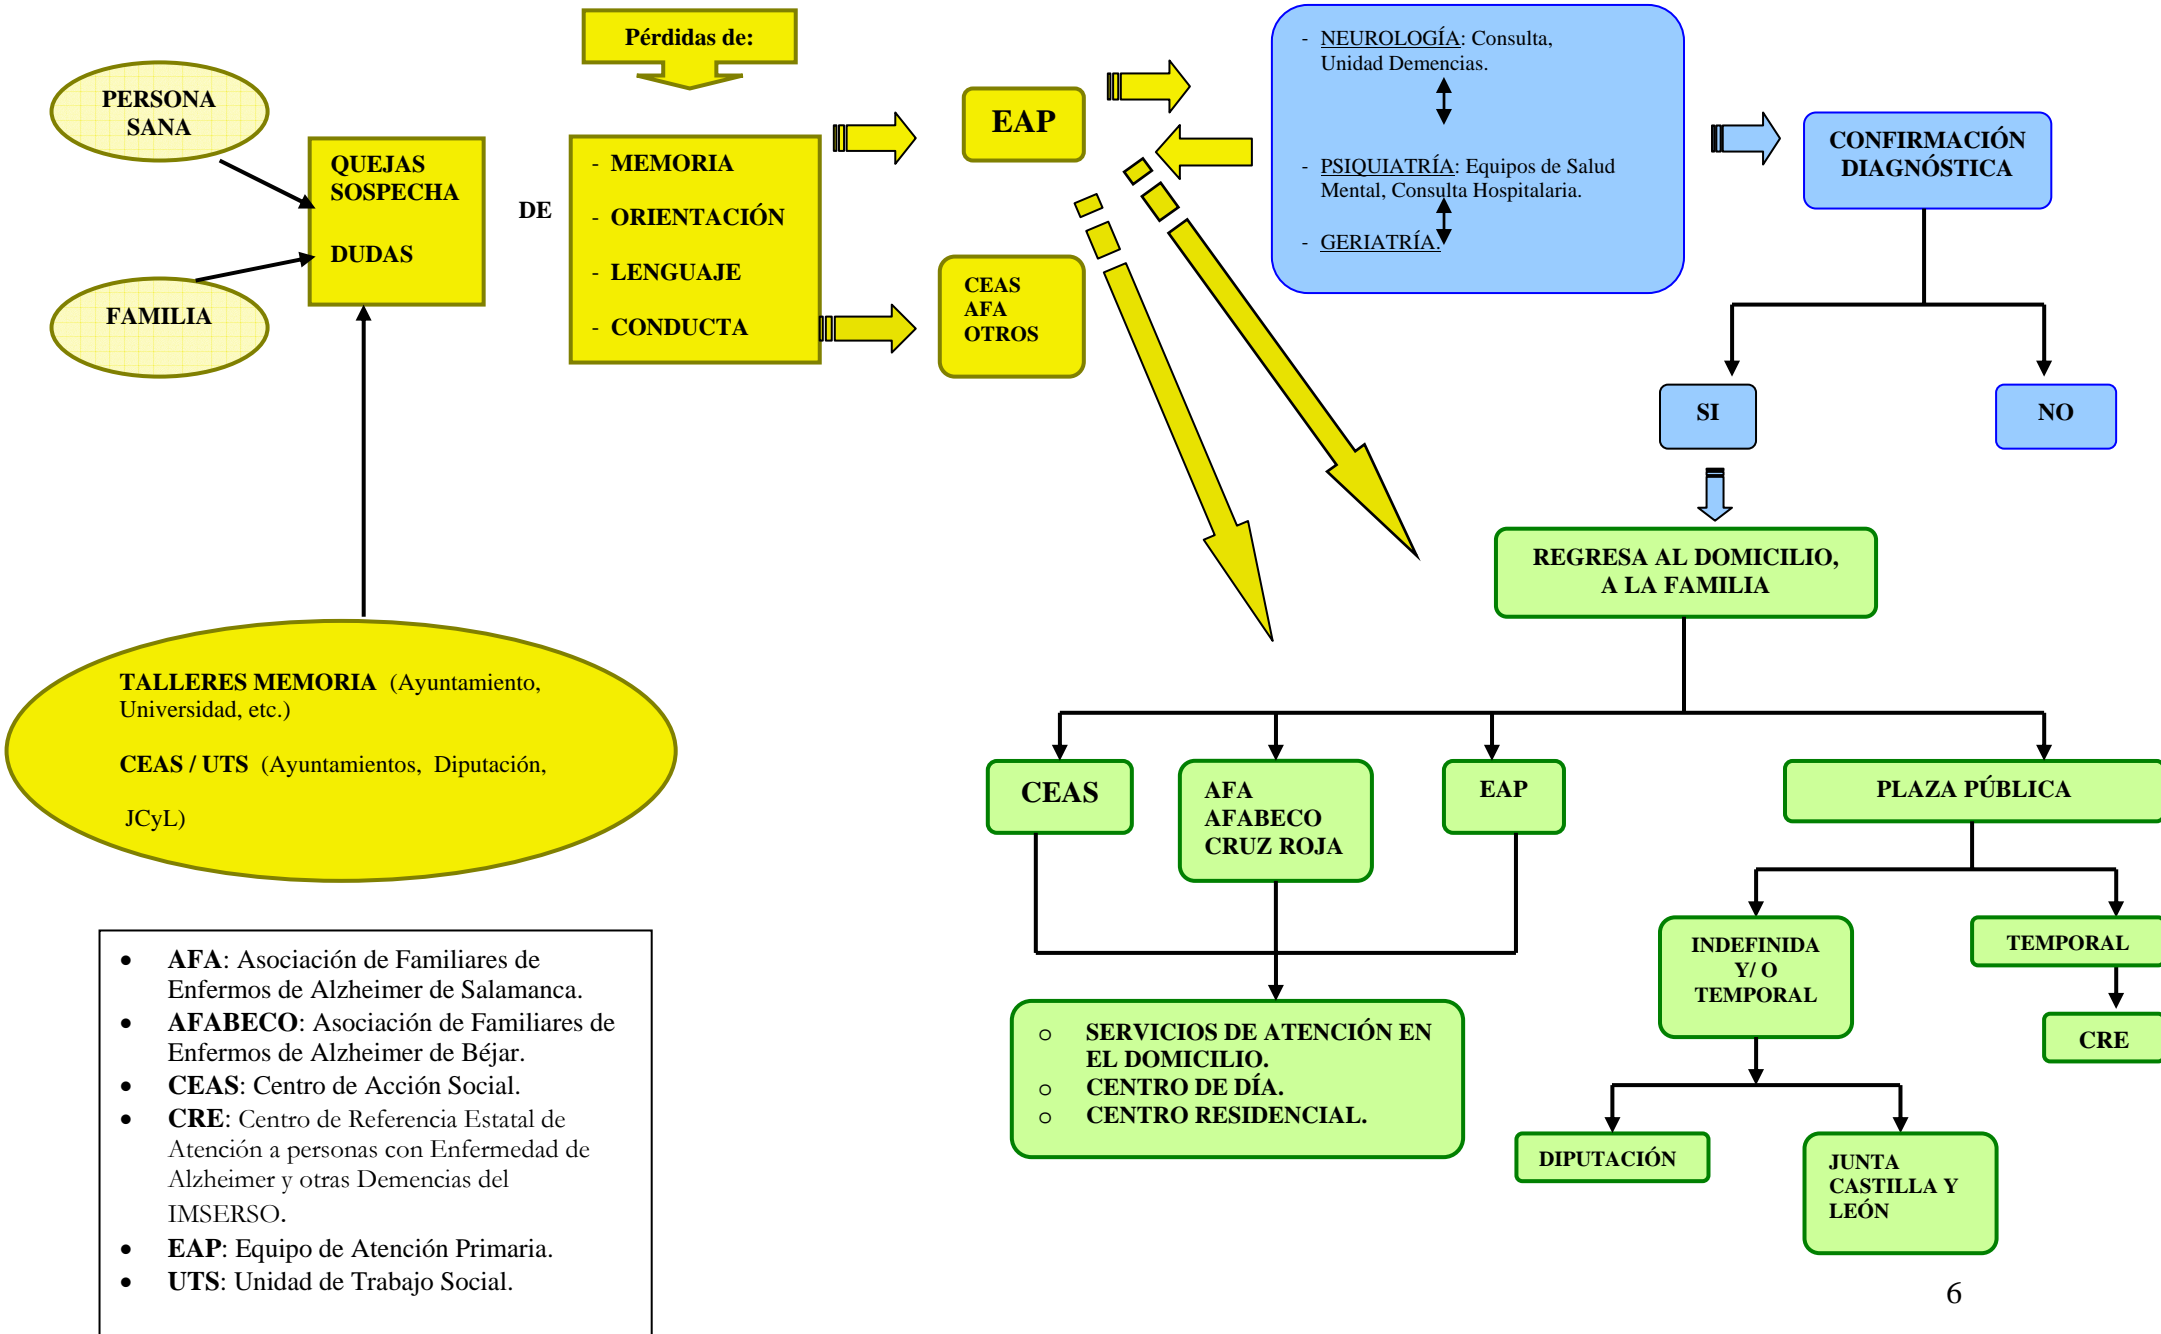 Pérdidas de:
PERSONA
SANA
FAMILIA
QUEJAS
SOSPECHA
DUDAS
DE
- MEMORIA
- ORIENTACIÓN
- LENGUAJE
- CONDUCTA
EAP
CEAS
AFA
OTROS
- NEUROLOGÍA: Consulta,
Unidad Demencias.
- PSIQUIATRÍA: Equipos de Salud
Mental, Consulta Hospitalaria.
- GERIATRÍA.
CONFIRMACIÓN
DIAGNÓSTICA
SI
NO
REGRESA AL DOMICILIO,
A LA FAMILIA
TALLERES MEMORIA (Ayuntamiento,
Universidad, etc.)
CEAS / UTS (Ayuntamientos, Diputación,
JCyL)
CEAS
AFA
AFABECO
CRUZ ROJA
EAP
PLAZA PÚBLICA
INDEFINIDA
Y/ O
TEMPORAL
TEMPORAL
CRE
o SERVICIOS DE ATENCIÓN EN
EL DOMICILIO.
o CENTRO DE DÍA.
o CENTRO RESIDENCIAL.
DIPUTACIÓN
JUNTA
CASTILLA Y
LEÓN
• AFA: Asociación de Familiares de
Enfermos de Alzheimer de Salamanca.
• AFABECO: Asociación de Familiares de
Enfermos de Alzheimer de Béjar.
• CEAS: Centro de Acción Social.
• CRE: Centro de Referencia Estatal de
Atención a personas con Enfermedad de
Alzheimer y otras Demencias del
IMSERSO.
• EAP: Equipo de Atención Primaria.
• UTS: Unidad de Trabajo Social.
6